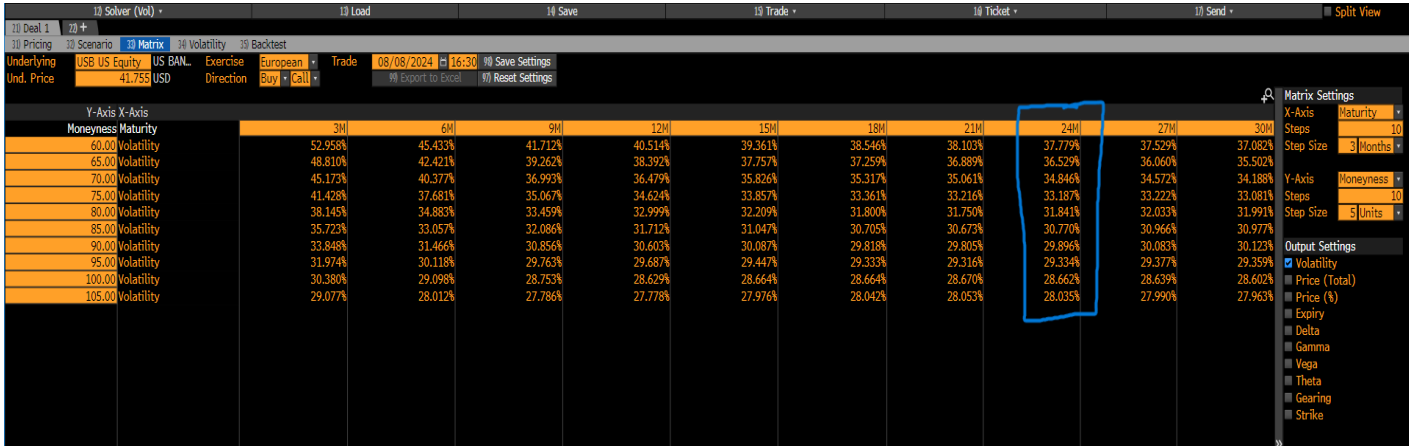 12) Solver (Vol) 13) Load 14) Save 15) Trade 16) Ticket 17) Send Split View
21) Deal 1 22) +
31) Pricing 32) Scenario 33) Matrix 34) Volatility 35) Backtest
Underlying USB US Equity US BAN... Exercise European Trade 08/08/2024 16:30 98) Save Settings
Und. Price 41.755 USD Direction Buy Call 99) Export to Excel 97) Reset Settings
Matrix Settings
Y-Axis X-Axis X-Axis Maturity
Moneyness Maturity 3M 6M 9M 12M 15M 18M 21M 24M 27M 30M Steps 10
60.00 Volatility 52.958% 45.433% 41.712% 40.514% 39.361% 38.546% 38.103% 37.779% 37.529% 37.082% Step Size 3 Months
65.00 Volatility 48.810% 42.421% 39.262% 38.392% 37.757% 37.259% 36.889% 36.529% 36.060% 35.502%
70.00 Volatility 45.173% 40.377% 36.993% 36.479% 35.826% 35.317% 35.061% 34.846% 34.572% 34.188% Y-Axis Moneyness
75.00 Volatility 41.428% 37.681% 35.067% 34.624% 33.857% 33.361% 33.216% 33.187% 33.222% 33.081% Steps 10
80.00 Volatility 38.145% 34.883% 33.459% 32.999% 32.209% 31.800% 31.750% 31.841% 32.033% 31.991% Step Size 5 Units
85.00 Volatility 35.723% 33.057% 32.086% 31.712% 31.047% 30.705% 30.673% 30.770% 30.966% 30.977%
90.00 Volatility 33.848% 31.466% 30.856% 30.603% 30.087% 29.818% 29.805% 29.896% 30.083% 30.123% Output Settings
95.00 Volatility 31.974% 30.118% 29.763% 29.687% 29.447% 29.333% 29.316% 29.334% 29.377% 29.359% Volatility
100.00 Volatility 30.380% 29.098% 28.753% 28.629% 28.664% 28.664% 28.670% 28.662% 28.639% 28.602% Price (Total)
105.00 Volatility 29.077% 28.012% 27.786% 27.778% 27.976% 28.042% 28.053% 28.035% 27.990% 27.963% Price (%)
Expiry
Delta
Gamma
Vega
Theta
Gearing
Strike